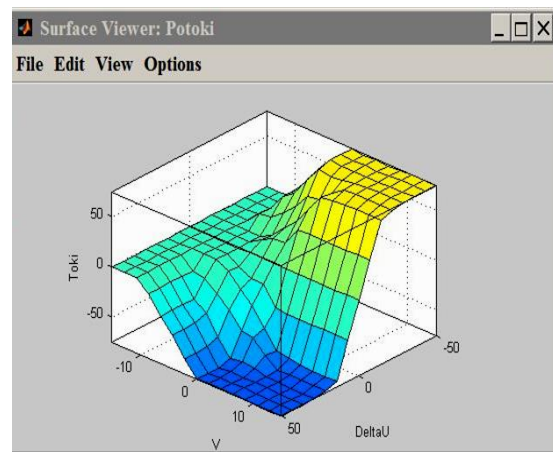 Surface Viewer: Potoki
File Edit View Options
50
0
-50
Toki
-10
0
10
V
50
0
-50
DeltaU